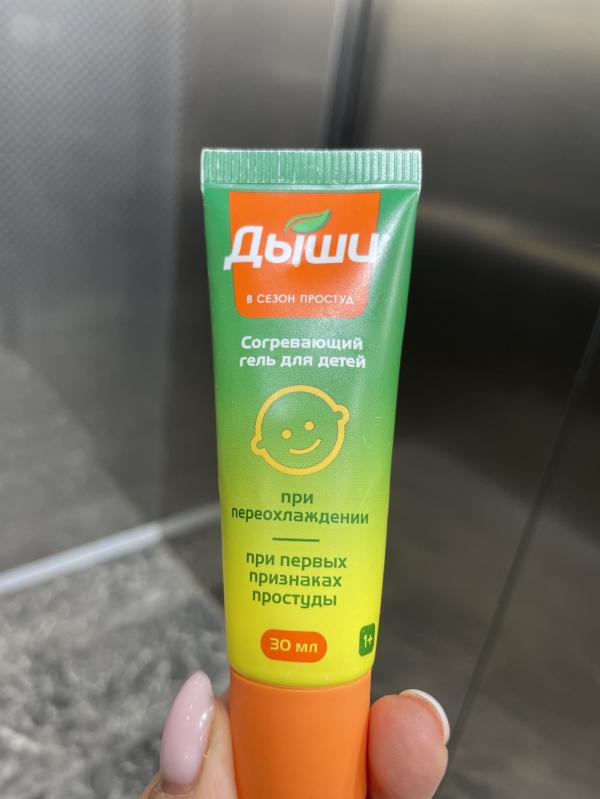 Дыши
В СЕЗОН ПРОСТУД
Согревающий
гель для детей
при
переохлаждении
при первых
признаках
простуды
30 мл
1+